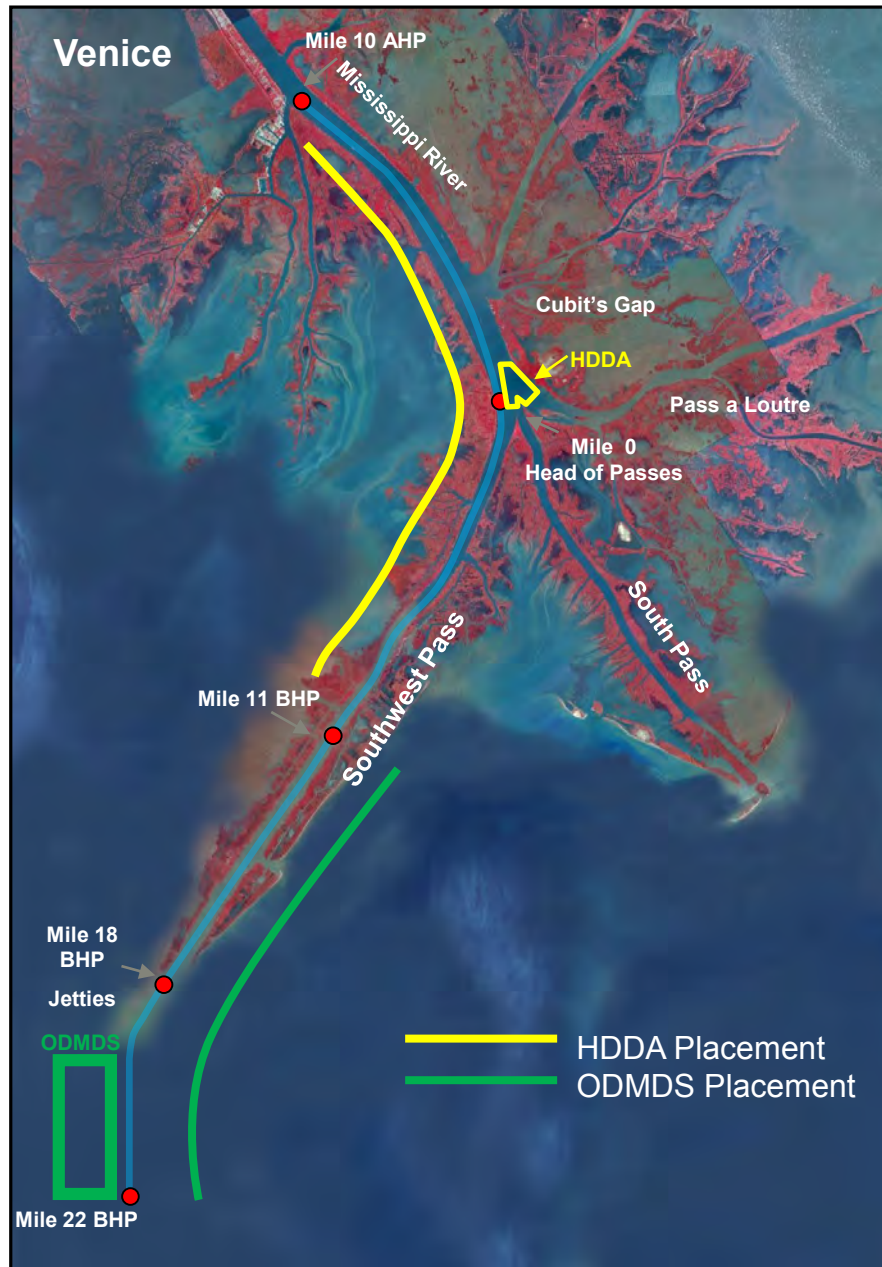 Venice
Mile 10 AHP
Mississippi River
Cubit's Gap
HDDA
Pass a Loutre
Mile 0
Head of Passes
South Pass
Southwest Pass
Mile 11 BHP
Mile 18
BHP
Jetties
ODMDS
HDDA Placement
ODMDS Placement
Mile 22 BHP